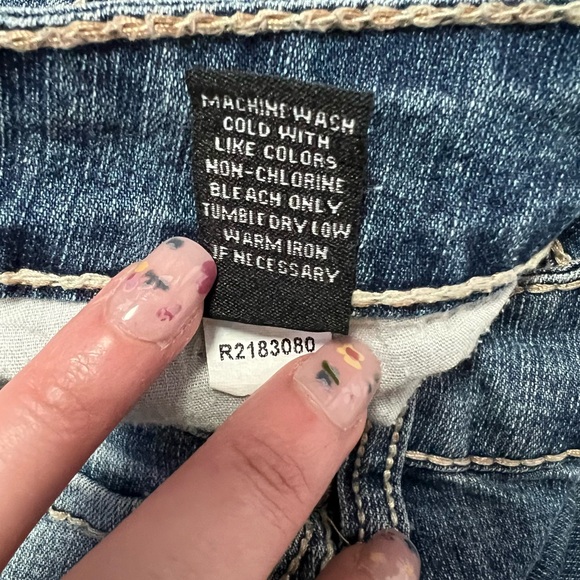 MACHINE WASH
COLD WITH
LIKE COLORS
NON-CHLORINE
BLEACH ONLY
TUMBLE DRY LOW
WARM IRON
IF NECESSARY
R2183080